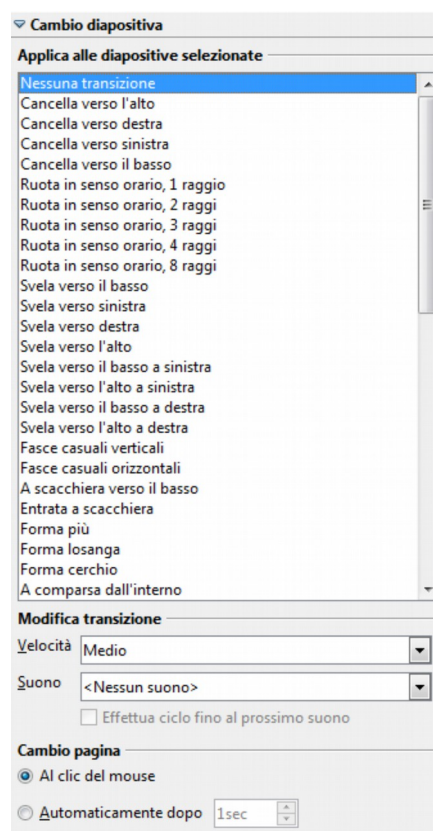 Cambio diapositiva
Applica alle diapositive selezionate
Nessuna transizione
Cancella verso l'alto
Cancella verso destra
Cancella verso sinistra
Cancella verso il basso
Ruota in senso orario, 1 raggio
Ruota in senso orario, 2 raggi
Ruota in senso orario, 3 raggi
Ruota in senso orario, 4 raggi
Ruota in senso orario, 8 raggi
Svela verso il basso
Svela verso sinistra
Svela verso destra
Svela verso l'alto
Svela verso il basso a sinistra
Svela verso l'alto a sinistra
Svela verso il basso a destra
Svela verso l'alto a destra
Fasce casuali verticali
Fasce casuali orizzontali
A scacchiera verso il basso
Entrata a scacchiera
Forma più
Forma losanga
Forma cerchio
A comparsa dall'interno
Modifica transizione
Velocità Medio
Suono <Nessun suono>
Effettua ciclo fino al prossimo suono
Cambio pagina
Al clic del mouse
Automaticamente dopo 1sec